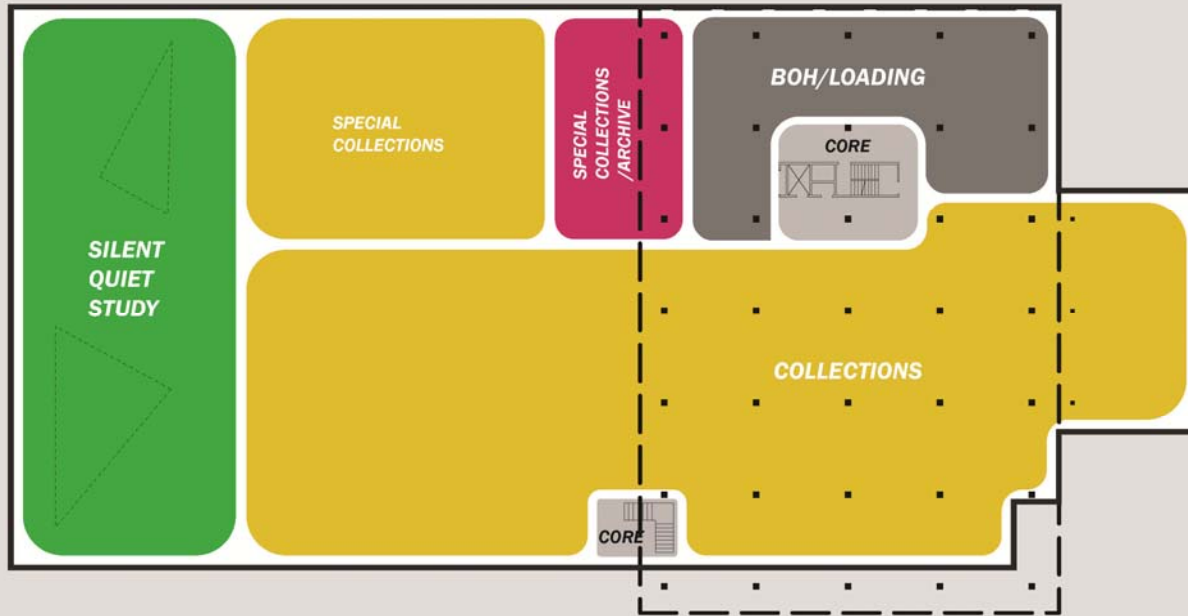 SILENT
QUIET
STUDY
SPECIAL
COLLECTIONS
SPECIAL
COLLECTIONS
/ARCHIVE
BOH/LOADING
CORE
COLLECTIONS
CORE